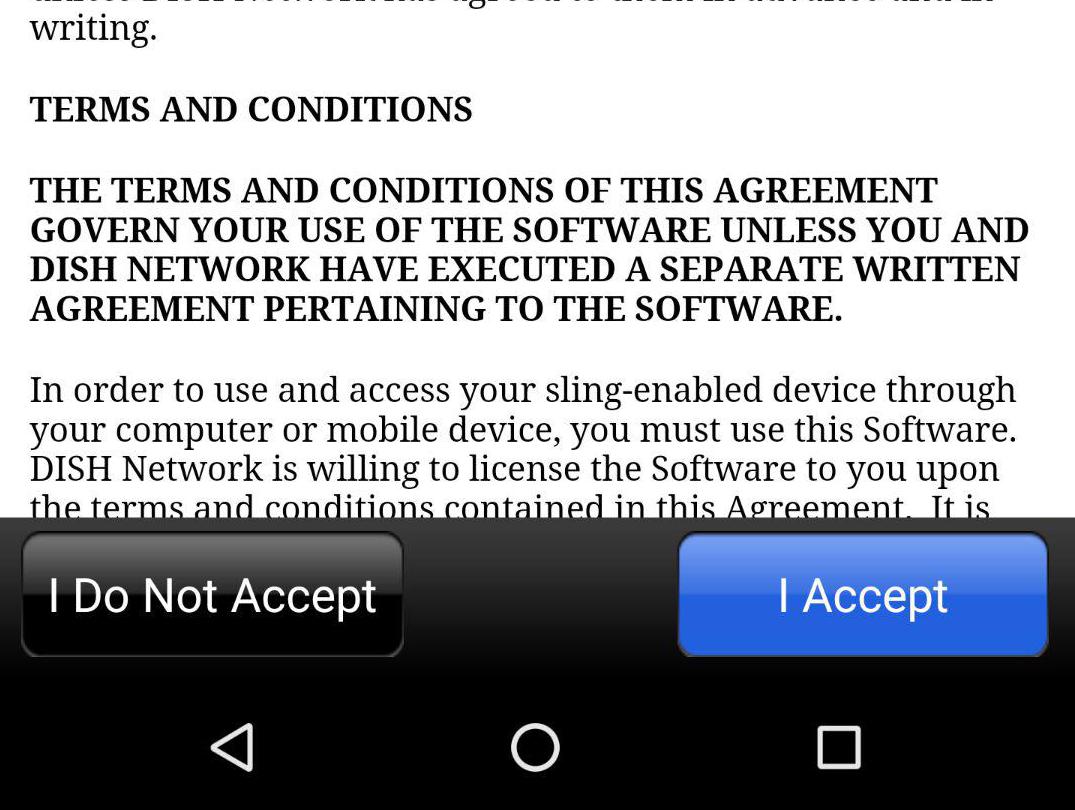 writing.
TERMS AND CONDITIONS
THE TERMS AND CONDITIONS OF THIS AGREEMENT
GOVERN YOUR USE OF THE SOFTWARE UNLESS YOU AND
DISH NETWORK HAVE EXECUTED A SEPARATE WRITTEN
AGREEMENT PERTAINING TO THE SOFTWARE.
In order to use and access your sling-enabled device through
your computer or mobile device, you must use this Software.
DISH Network is willing to license the Software to you upon
the terms and conditions contained in this Agreement. It is
I Do Not Accept
I Accept